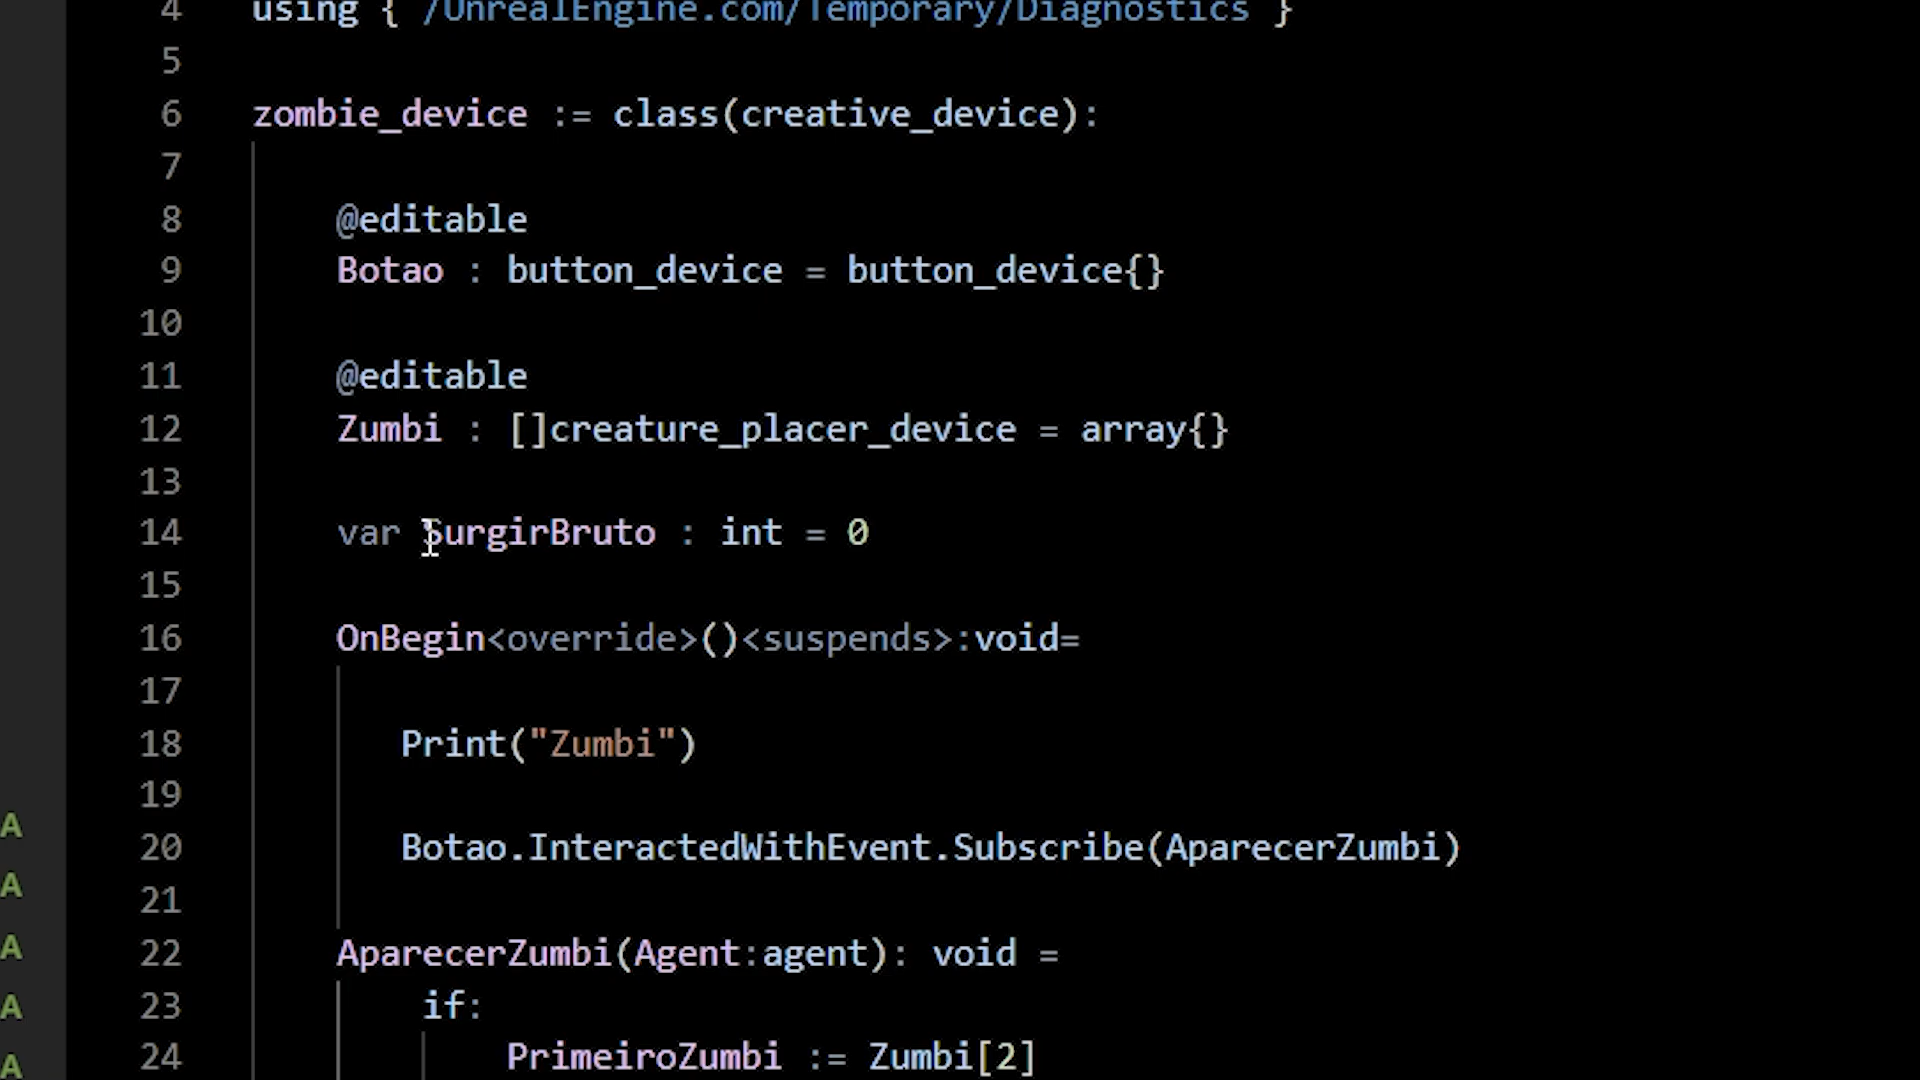 4 using { /UnrealEngine.com/Temporary/Diagnostics }
5
6 zombie_device := class(creative_device):
7
8 @editable
9 Botao : button_device = button_device{}
10
11 @editable
12 Zumbi : []creature_placer_device = array{}
13
14 var SurgirBruto : int = 0
15
16 OnBegin<override>()<suspends>:void=
17
18 Print("Zumbi")
19
A
20 Botao.InteractedWithEvent.Subscribe(AparecerZumbi)
A
21
A
22 AparecerZumbi(Agent:agent): void =
A
23 if:
A
24 PrimeiroZumbi := Zumbi[2]